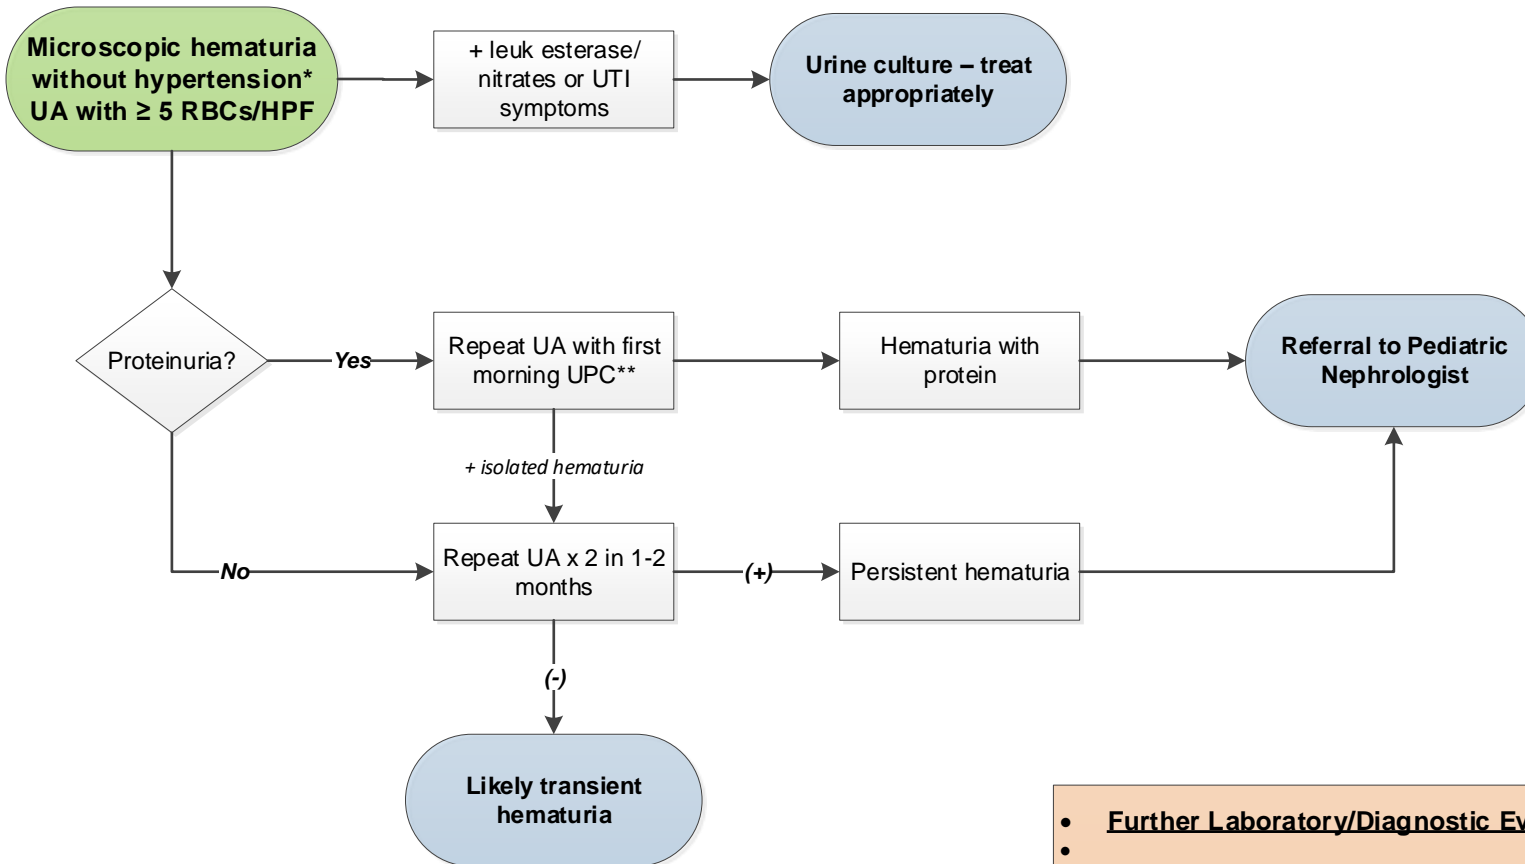 Microscopic hematuria
without hypertension*
UA with ≥ 5 RBCs/HPF
+ leuk esterase/
nitrates or UTI
symptoms
Urine culture – treat
appropriately
Proteinuria?
Yes
Repeat UA with first
morning UPC**
Hematuria with
protein
Referral to Pediatric
Nephrologist
+ isolated hematuria
No
Repeat UA x 2 in 1-2
months
(+)
Persistent hematuria
(-)
Likely transient
hematuria
• Further Laboratory/Diagnostic Ev
•